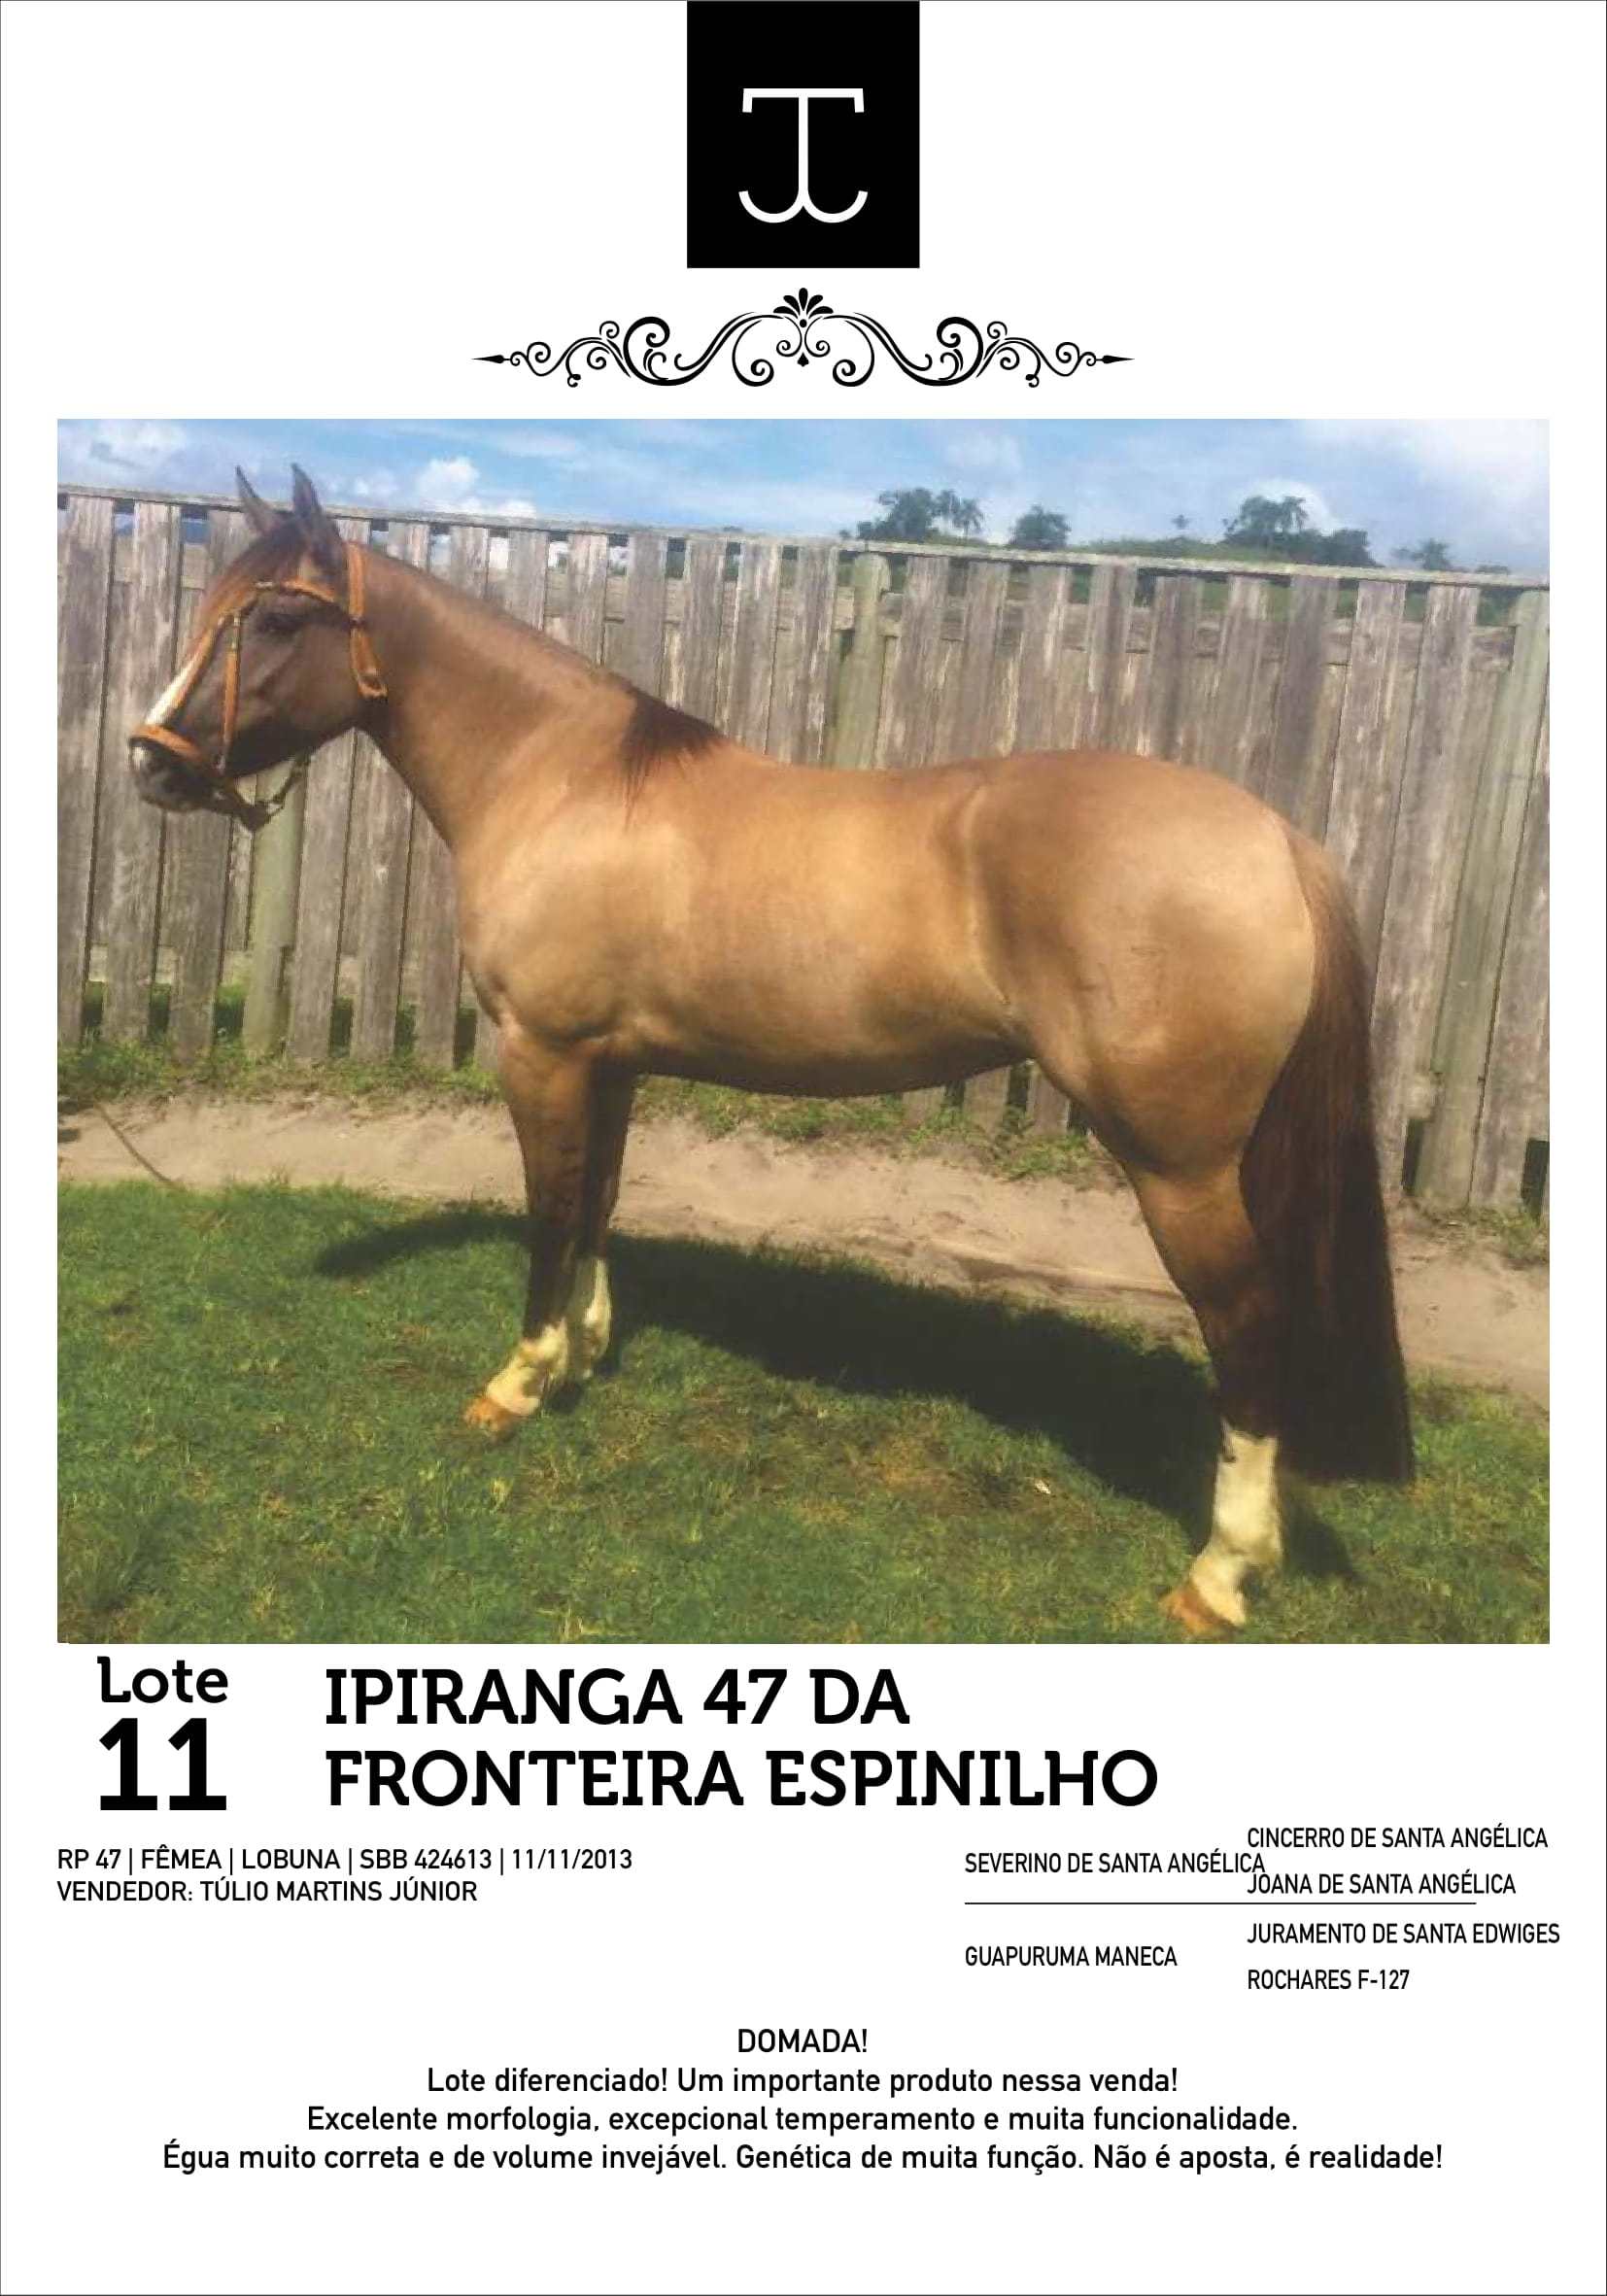 Lote
11
IPIRANGA 47 DA
FRONTEIRA ESPINILHO
RP 47 | FÊMEA | LOBUNA | SBB 424613 | 11/11/2013
VENDEDOR: TÚLIO MARTINS JÚNIOR
SEVERINO DE SANTA ANGÉLICA
CINCERRO DE SANTA ANGÉLICA
JOANA DE SANTA ANGÉLICA
GUAPURUMA MANECA
JURAMENTO DE SANTA EDWIGES
ROCHARES F-127
DOMADA!
Lote diferenciado! Um importante produto nessa venda!
Excelente morfologia, excepcional temperamento e muita funcionalidade.
Égua muito correta e de volume invejável. Genética de muita função. Não é aposta, é realidade!